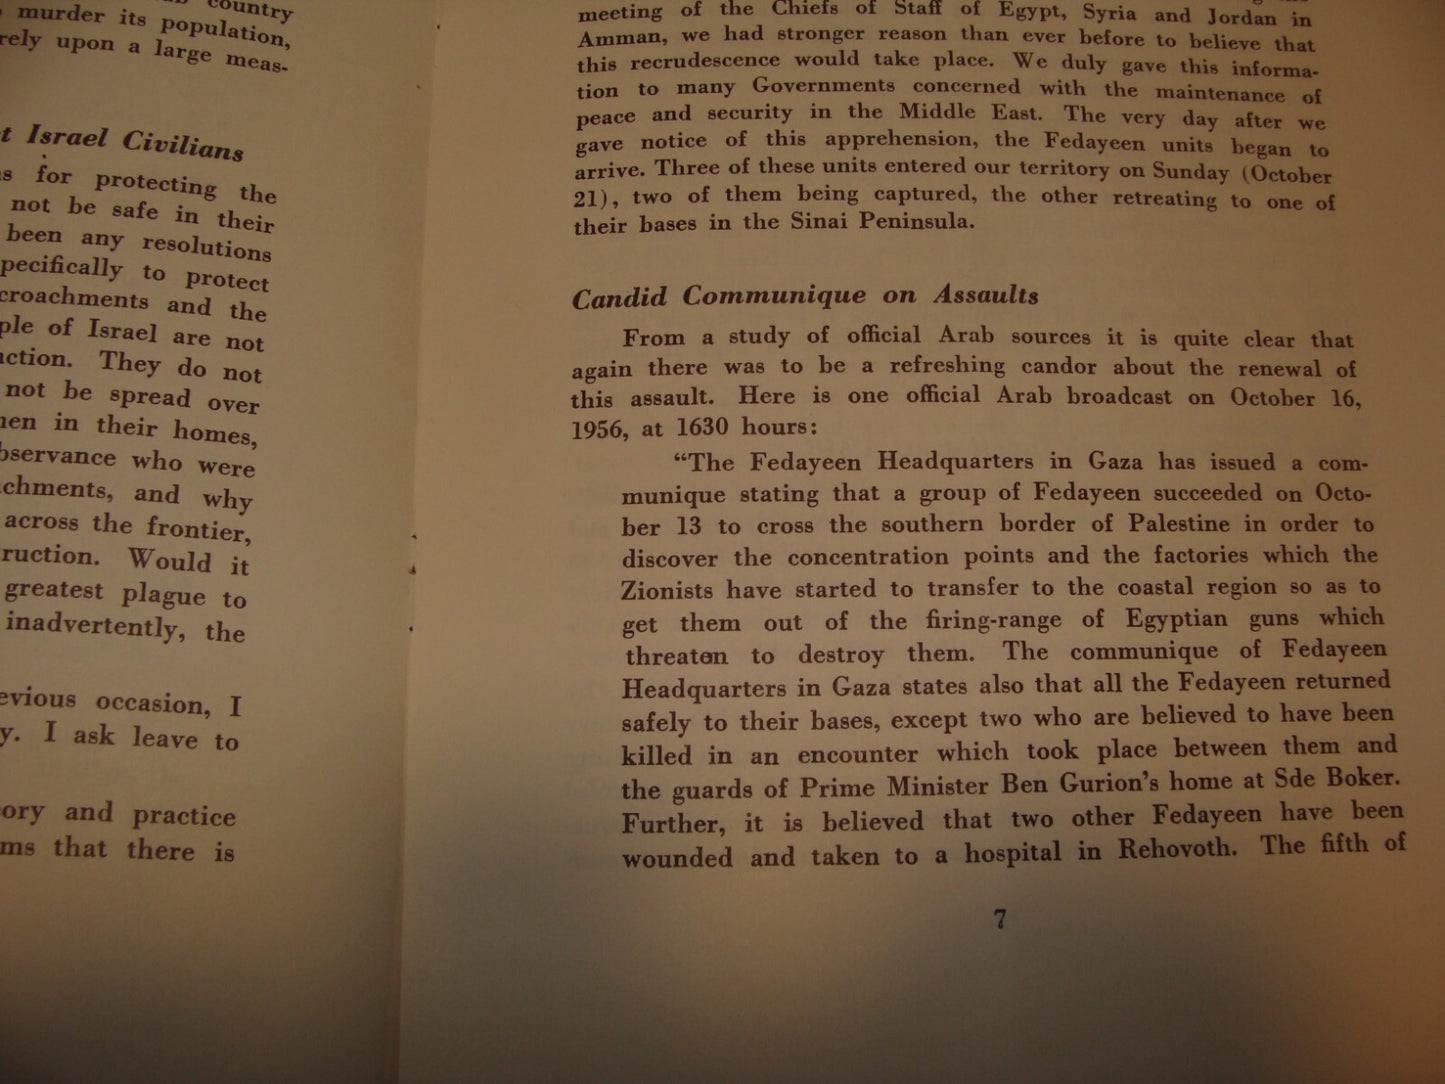 country
murder its population,
rely upon a large meas-
Israel Civilians
for protecting the
not be safe in their
been any resolutions
pecifically to protect
croachments and the
ple of Israel are not
ction. They do not
not be spread over
en in their homes,
bservance who were
chments, and why
across the frontier,
ruction. Would it
greatest plague to
inadvertently, the
evious occasion, I
y. I ask leave to
ory and practice
ms that there is
meeting of the Chiefs of Staff of Egypt, Syria and Jordan in
Amman, we had stronger reason than ever before to believe that
this recrudescence would take place. We duly gave this informa-
tion to many Governments concerned with the maintenance of
peace and security in the Middle East. The very day after we
gave notice of this apprehension, the Fedayeen units began to
arrive. Three of these units entered our territory on Sunday (October
21), two of them being captured, the other retreating to one of
their bases in the Sinai Peninsula.
Candid Communique on Assaults
From a study of official Arab sources it is quite clear that
again there was to be a refreshing candor about the renewal of
this assault. Here is one official Arab broadcast on October 16,
1956, at 1630 hours:
“The Fedayeen Headquarters in Gaza has issued a com-
munique stating that a group of Fedayeen succeeded on Octo-
ber 13 to cross the southern border of Palestine in order to
discover the concentration points and the factories which the
Zionists have started to transfer to the coastal region so as to
get them out of the firing-range of Egyptian guns which
threaten to destroy them. The communique of Fedayeen
Headquarters in Gaza states also that all the Fedayeen returned
safely to their bases, except two who are believed to have been
killed in an encounter which took place between them and
the guards of Prime Minister Ben Gurion’s home at Sde Boker.
Further, it is believed that two other Fedayeen have been
wounded and taken to a hospital in Rehovoth. The fifth of
7